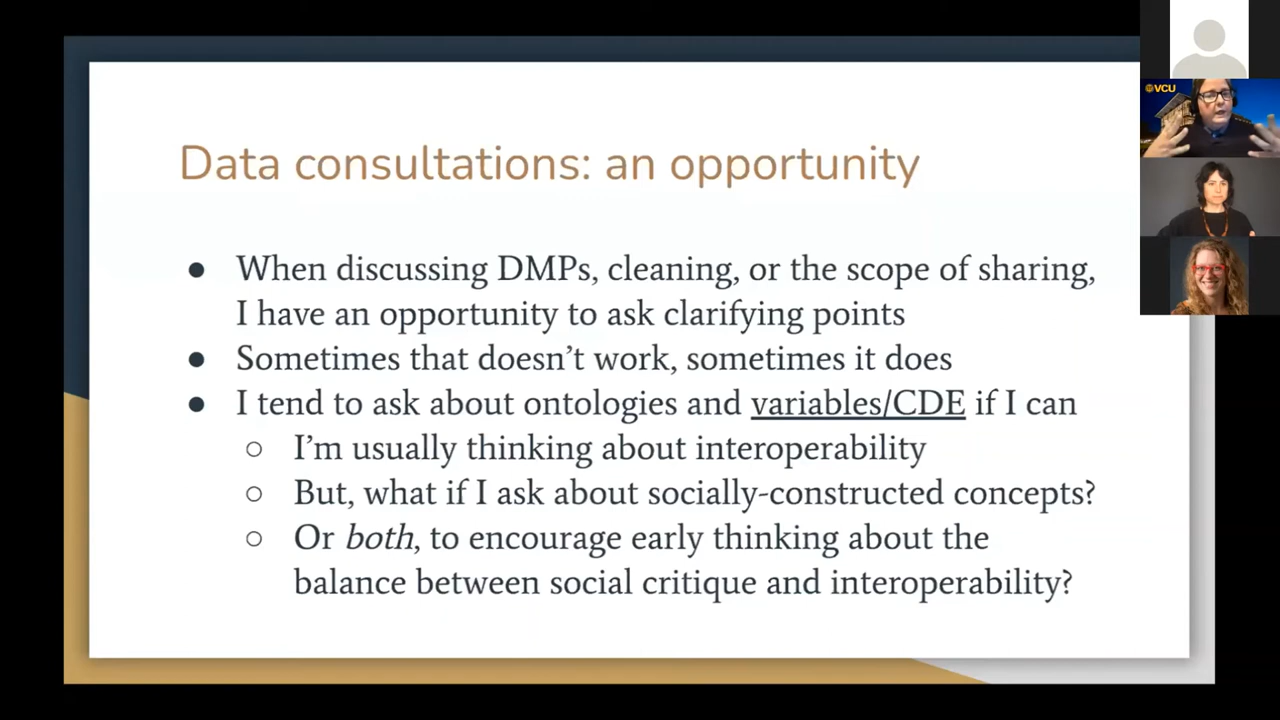 Data consultations: an opportunity
● When discussing DMPs, cleaning, or the scope of sharing,
I have an opportunity to ask clarifying points
● Sometimes that doesn’t work, sometimes it does
● I tend to ask about ontologies and variables/CDE if I can
○ I’m usually thinking about interoperability
○ But, what if I ask about socially-constructed concepts?
○ Or both, to encourage early thinking about the
balance between social critique and interoperability?
VCU